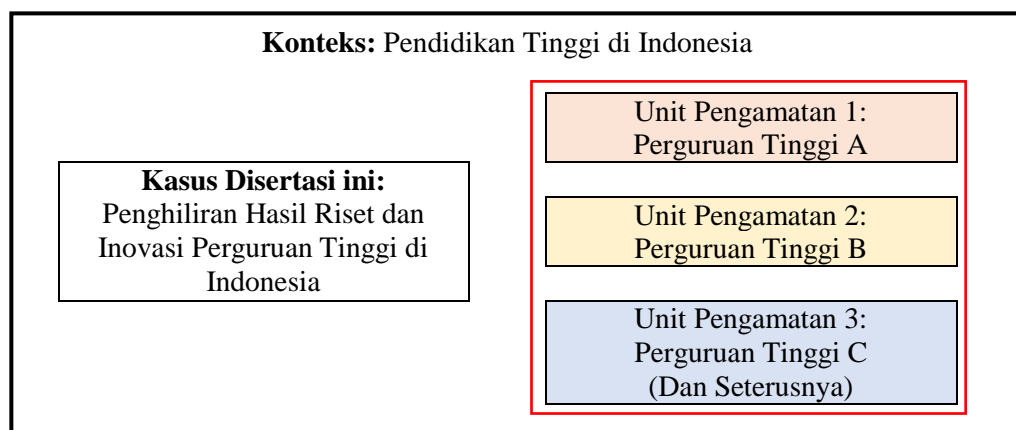 Konteks: Pendidikan Tinggi di Indonesia
Kasus Disertasi ini:
Penghiliran Hasil Riset dan
Inovasi Perguruan Tinggi di
Indonesia
Unit Pengamatan 1:
Perguruan Tinggi A
Unit Pengamatan 2:
Perguruan Tinggi B
Unit Pengamatan 3:
Perguruan Tinggi C
(Dan Seterusnya)